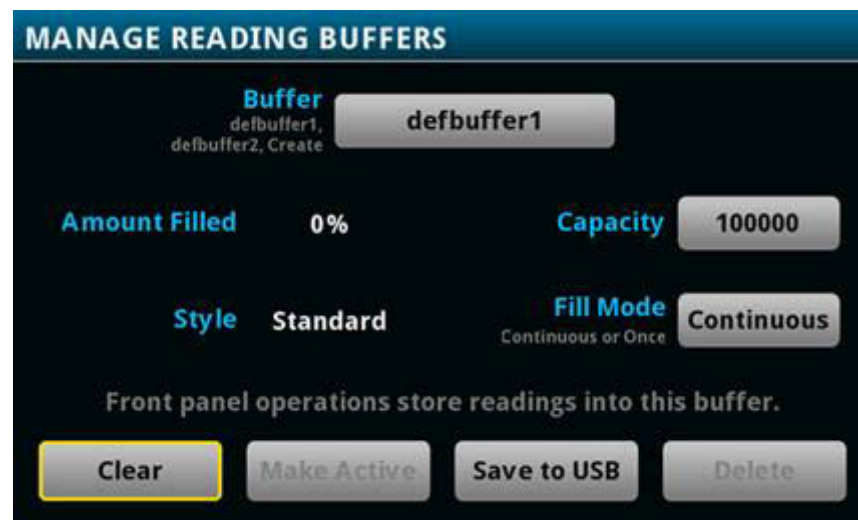 MANAGE READING BUFFERS
Buffer
defbuffer1,
defbuffer2, Create
defbuffer1
Amount Filled 0% Capacity 100000
Style Standard Fill Mode
Continuous or Once
Continuous
Front panel operations store readings into this buffer.
Clear Make Active Save to USB Delete